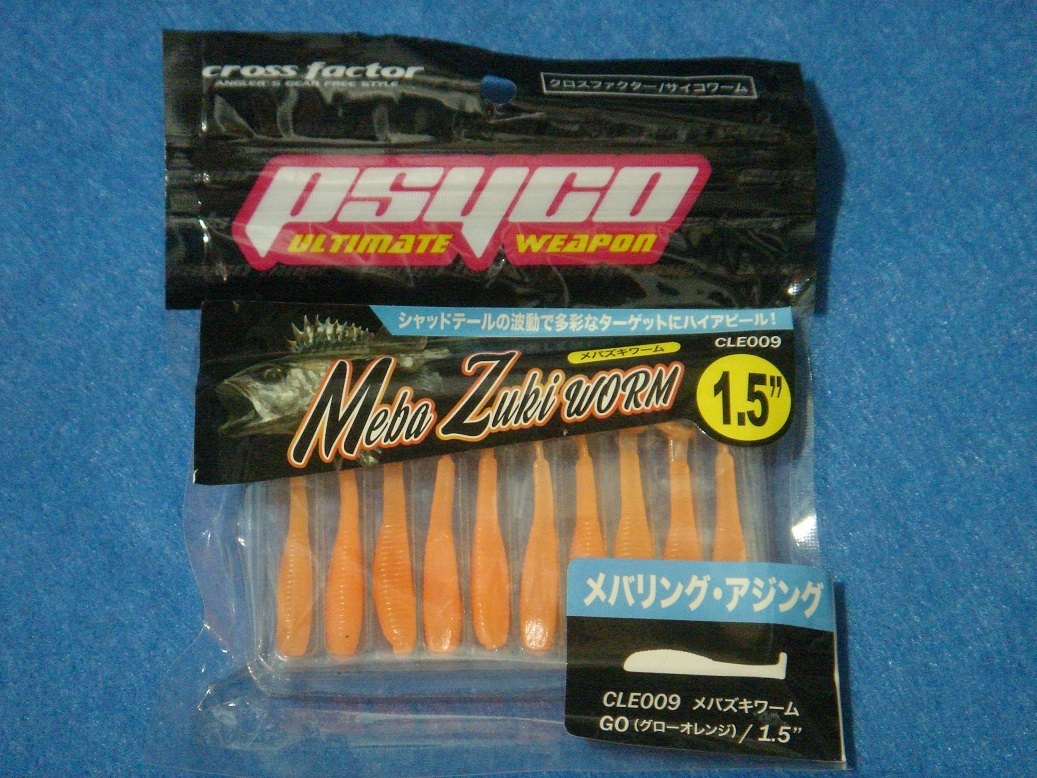 cross factor
ANGLER'S GEAR FREE STYLE
クロスファクター/サイコワーム
PSYCO
ULTIMATE WEAPON
シャッドテールの波動で多彩なターゲットにハイアピール!
CLE009
メバズキワーム
Meba Zuki WORM
1.5"
メバリング・アジング
CLE009 メバズキワーム
GO(グローオレンジ)/ 1.5"